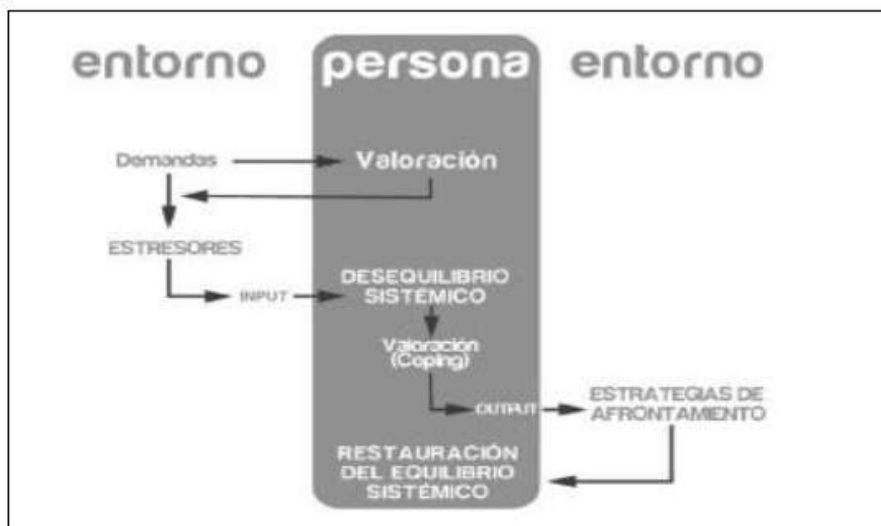 entorno persona entorno
Demandas Valoración
ESTRESORES
INPUT DESEQUILIBRIO
SISTÉMICO
Valoración
(Coping)
OUTPUT ESTRATEGIAS DE
AFRONTAMIENTO
RESTAURACIÓN
DEL EQUILIBRIO
SISTÉMICO